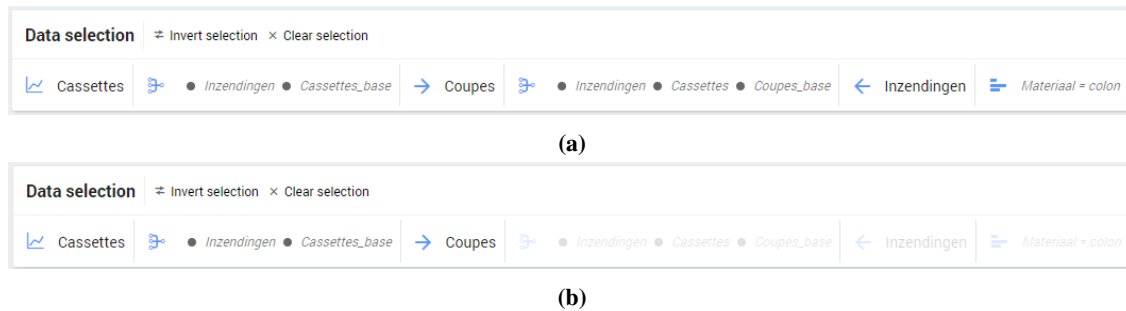 Data selection Invert selection × Clear selection
Cassettes Inzendingen Cassettes_base Coupes Inzendingen Cassettes Coupes_base Inzendingen Materiaal = colon
(a)
Data selection Invert selection × Clear selection
Cassettes Inzendingen Cassettes_base Coupes Inzendingen Cassettes Coupes_base Inzendingen Materiaal = colon
(b)